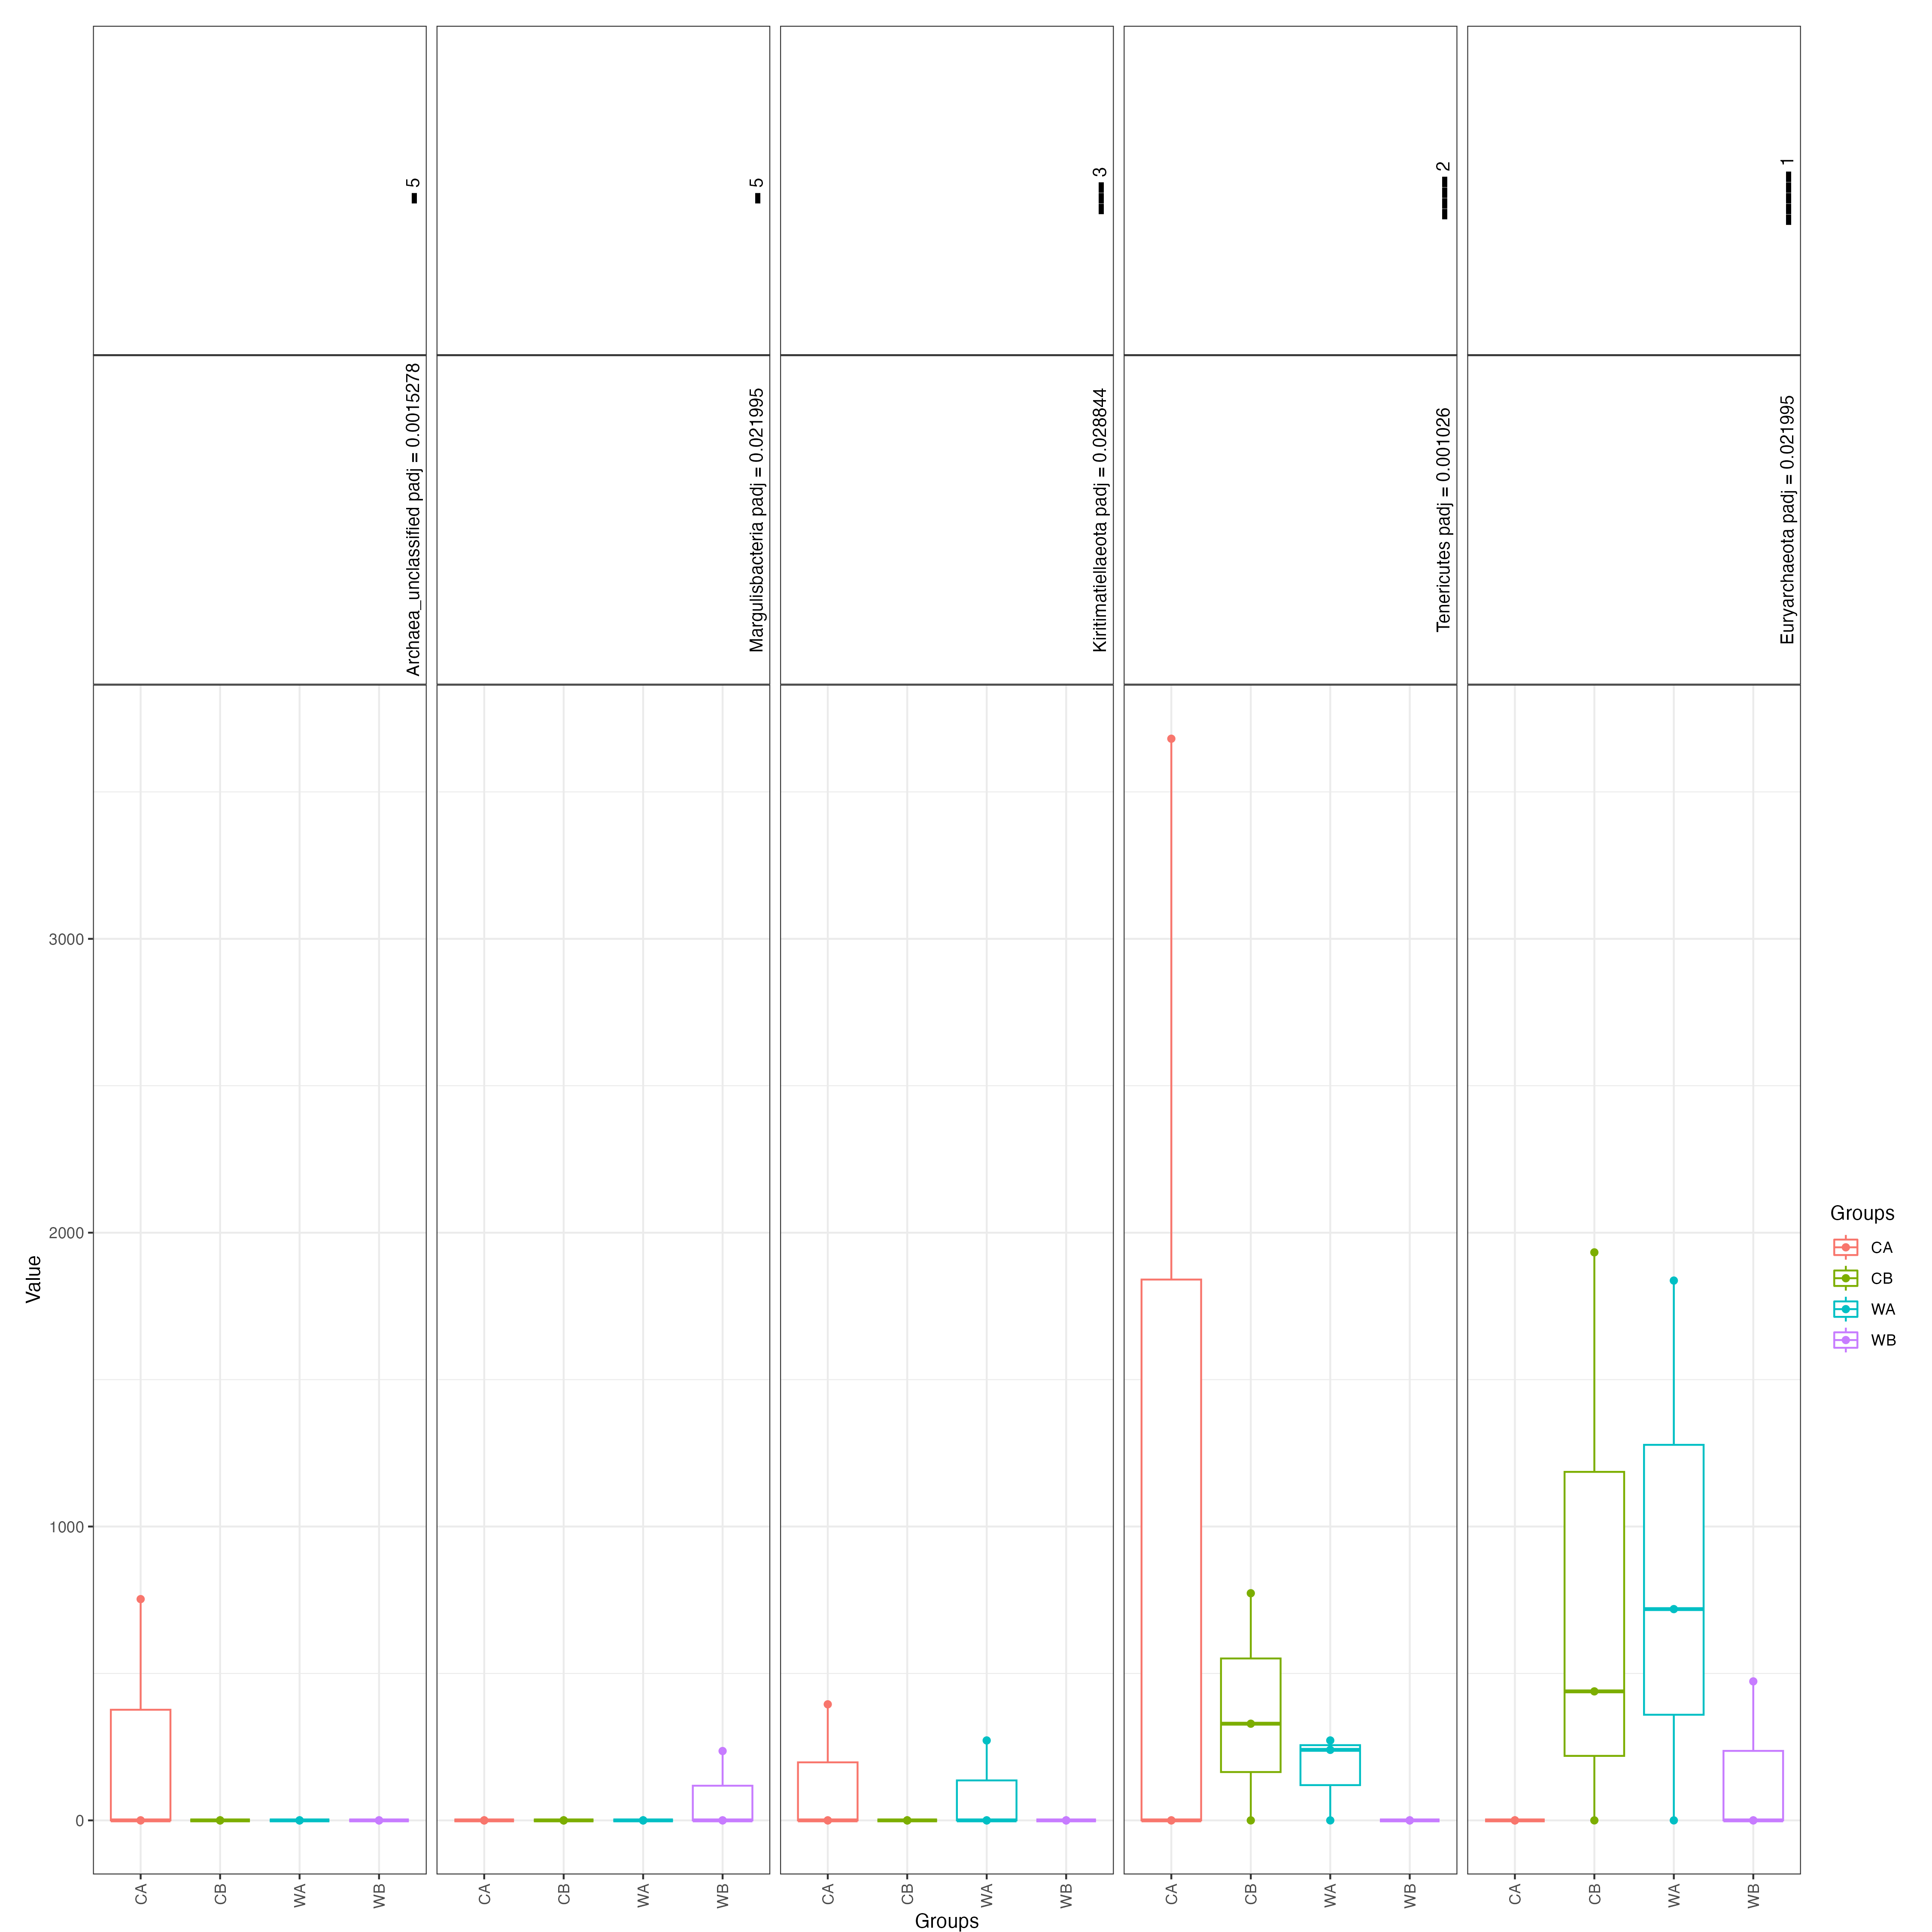 5
5
3
2
1
Archaea_unclassified padj = 0.0015278
Margulisbacteria padj = 0.021995
Kiritimatiellaeota padj = 0.028844
Tenericutes padj = 0.001026
Euryarchaeota padj = 0.021995
3000
2000
1000
0
Value
CA CB WA WB
CA CB WA WB
CA CB WA WB
CA CB WA WB
CA CB WA WB
Groups
Groups
CA
CB
WA
WB